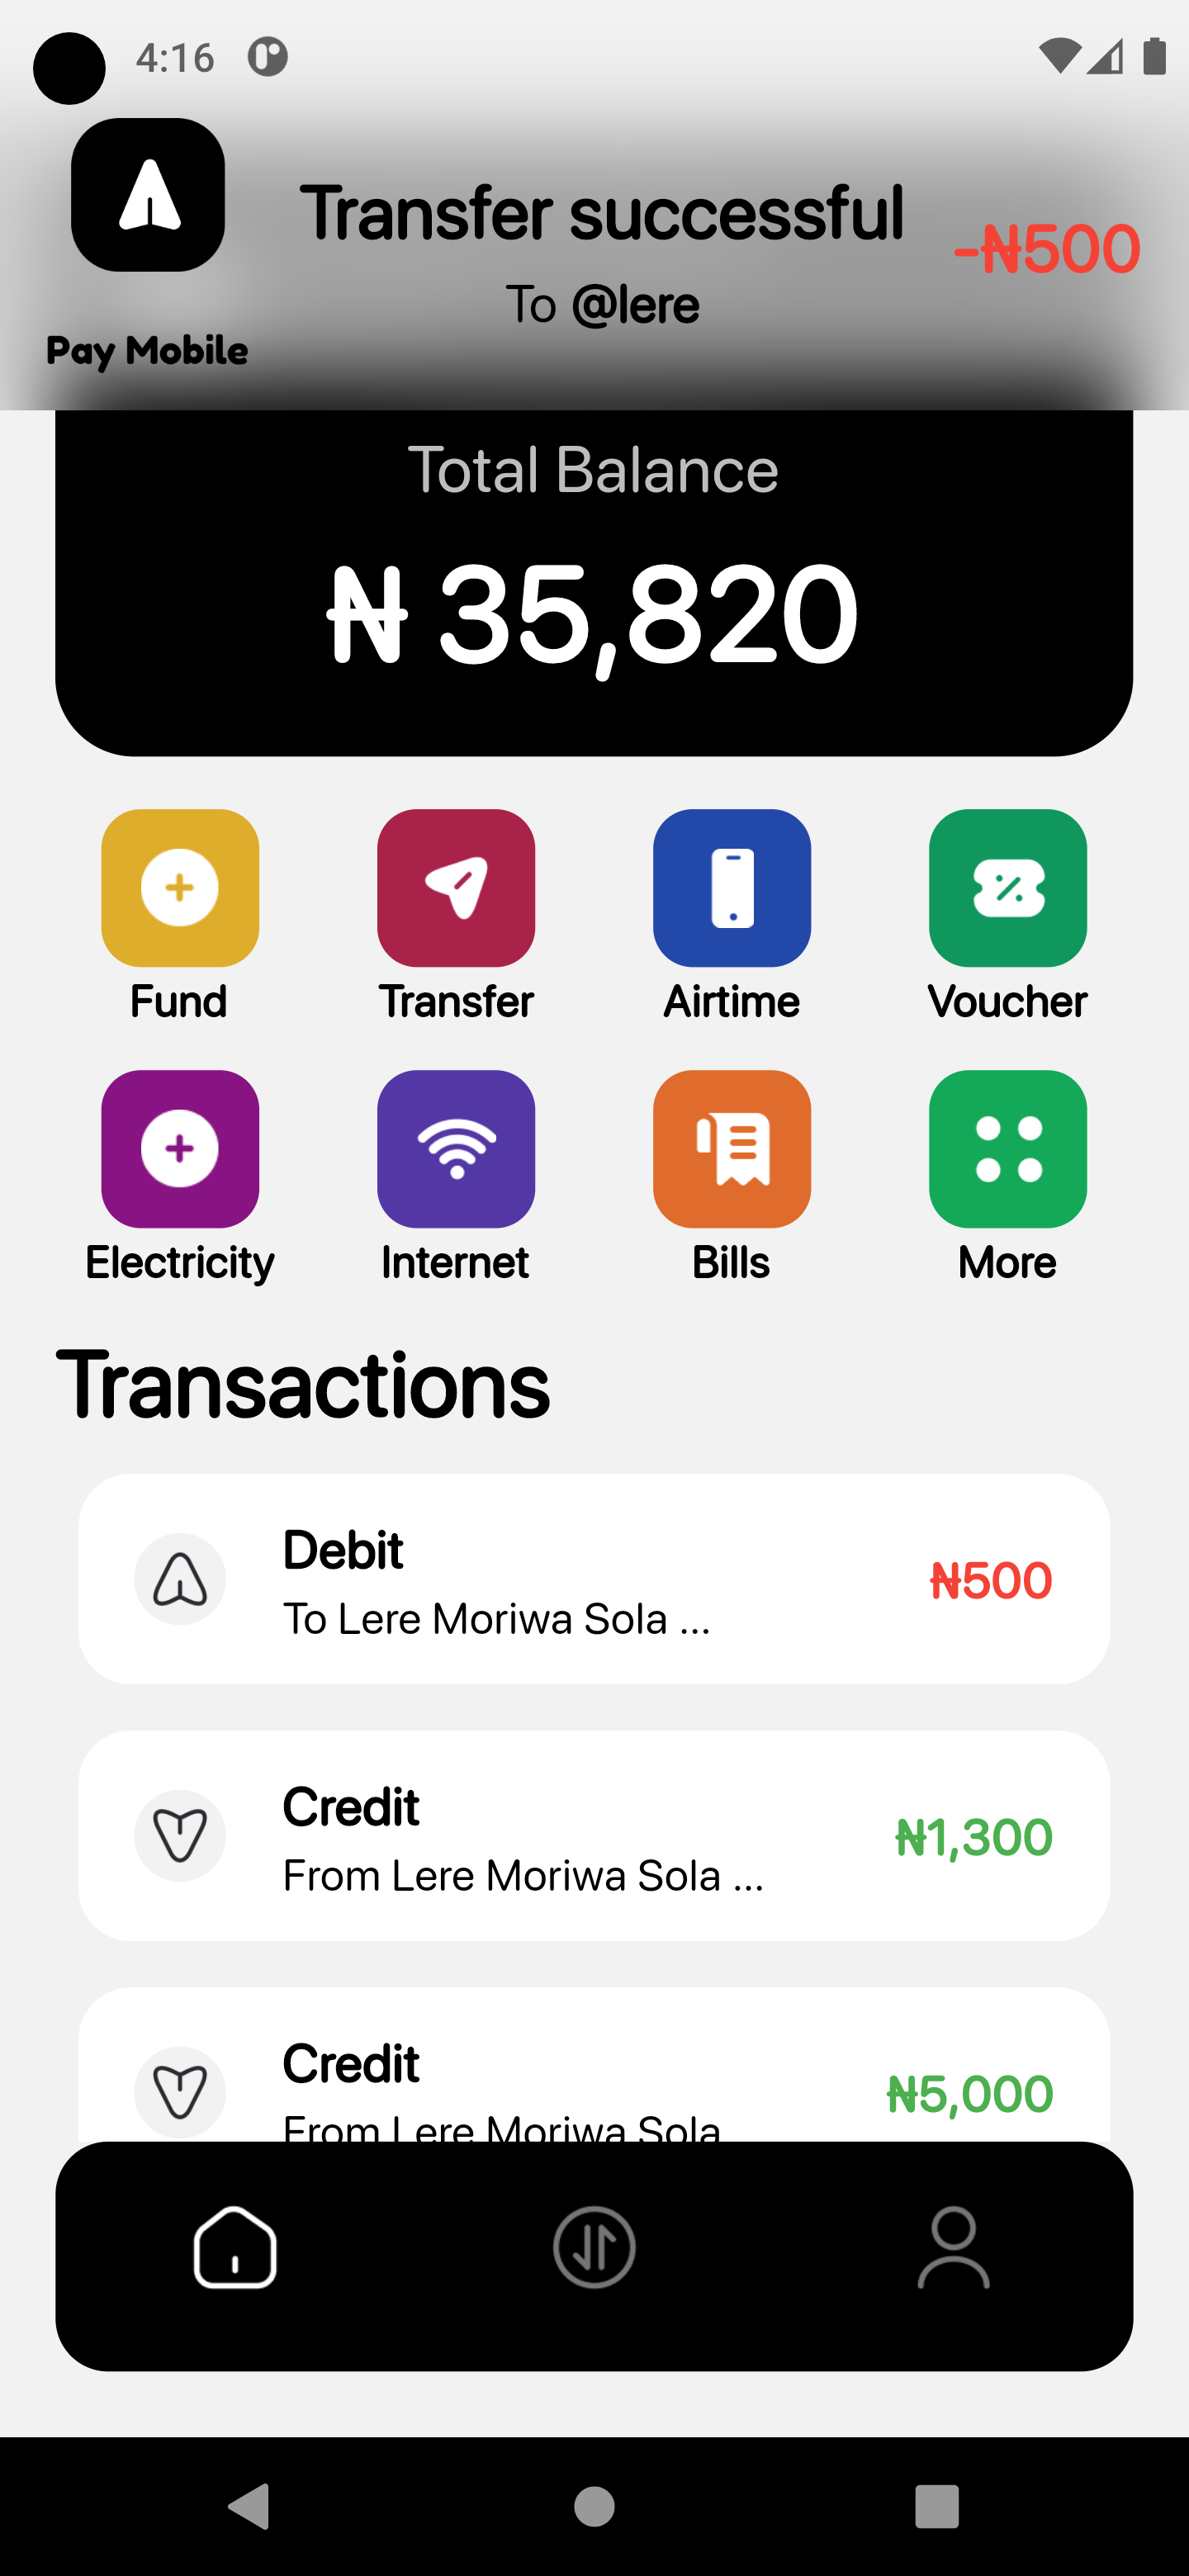 4:16
Transfer successful
-₦500
To @lere
Pay Mobile
Total Balance
₦ 35,820
Fund
Transfer
Airtime
Voucher
Electricity
Internet
Bills
More
Transactions
Debit
₦500
To Lere Moriwa Sola ...
Credit
₦1,300
From Lere Moriwa Sola ...
Credit
₦5,000
From Lere Moriwa Sola